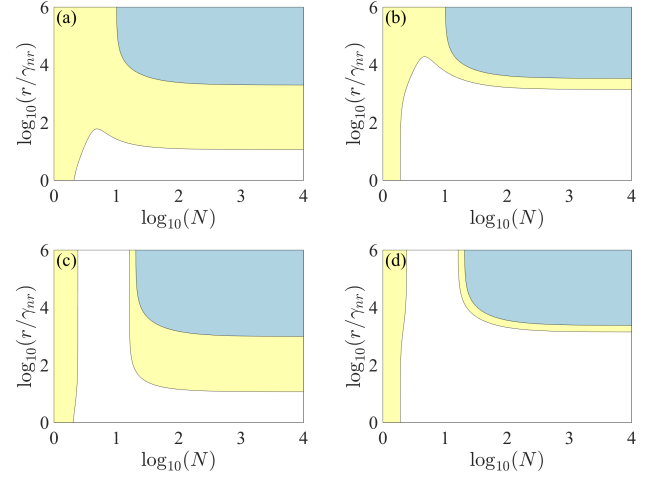 (a)
6
4
2
0
log₁₀(r/γₙᵣ)
0 1 2 3 4
log₁₀(N)
(b)
6
4
2
0
log₁₀(r/γₙᵣ)
0 1 2 3 4
log₁₀(N)
(c)
6
4
2
0
log₁₀(r/γₙᵣ)
0 1 2 3 4
log₁₀(N)
(d)
6
4
2
0
log₁₀(r/γₙᵣ)
0 1 2 3 4
log₁₀(N)